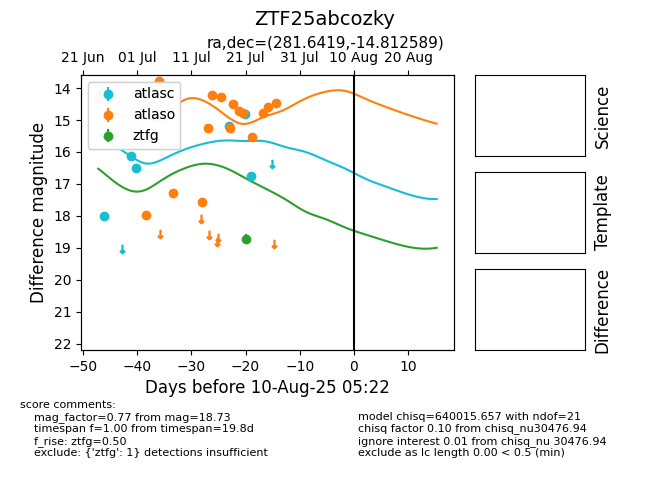 ZTF25abcozky
ra,dec=(281.6419,-14.812589)
21 Jun 01 Jul 11 Jul 21 Jul 31 Jul 10 Aug 20 Aug
atlasc
atlaso
ztfg
14
15
16
17
18
19
20
21
22
Difference magnitude
−50 −40 −30 −20 −10 0 10
Days before 10-Aug-25 05:22
Science
Template
Difference
score comments:
mag_factor=0.77 from mag=18.73
timespan f=1.00 from timespan=19.8d
f_rise: ztfg=0.50
exclude: {'ztfg': 1} detections insufficient
model chisq=640015.657 with ndof=21
chisq factor 0.10 from chisq_nu30476.94
ignore interest 0.01 from chisq_nu 30476.94
exclude as lc length 0.00 < 0.5 (min)